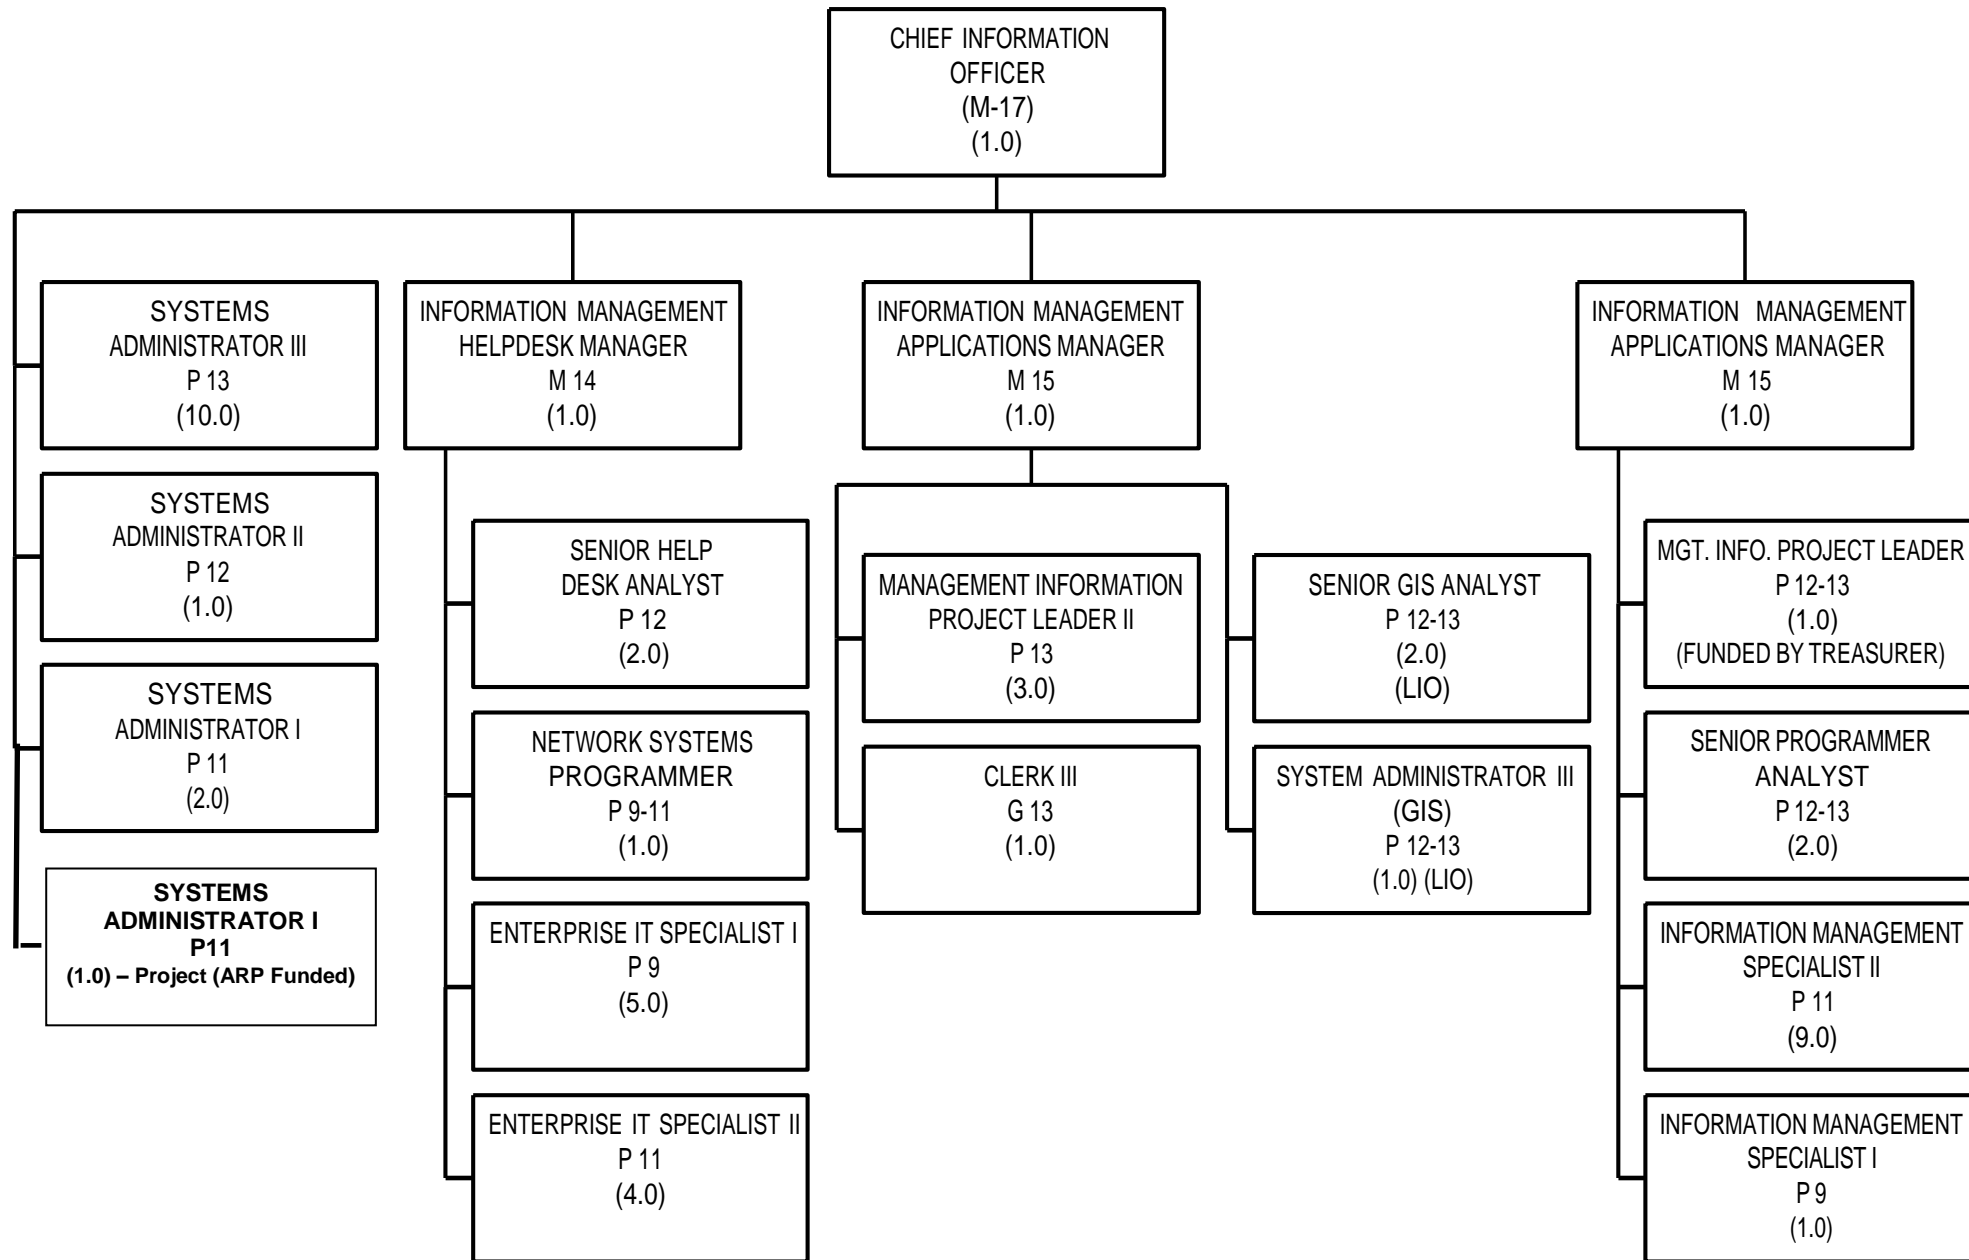 CHIEF INFORMATION
OFFICER
(M-17)
(1.0)
SYSTEMS
ADMINISTRATOR III
P 13
(10.0)
SYSTEMS
ADMINISTRATOR II
P 12
(1.0)
SYSTEMS
ADMINISTRATOR I
P 11
(2.0)
SYSTEMS
ADMINISTRATOR I
P11
(1.0) – Project (ARP Funded)
INFORMATION MANAGEMENT
HELPDESK MANAGER
M 14
(1.0)
SENIOR HELP
DESK ANALYST
P 12
(2.0)
NETWORK SYSTEMS
PROGRAMMER
P 9-11
(1.0)
ENTERPRISE IT SPECIALIST I
P 9
(5.0)
ENTERPRISE IT SPECIALIST II
P 11
(4.0)
INFORMATION MANAGEMENT
APPLICATIONS MANAGER
M 15
(1.0)
MANAGEMENT INFORMATION
PROJECT LEADER II
P 13
(3.0)
CLERK III
G 13
(1.0)
SENIOR GIS ANALYST
P 12-13
(2.0)
(LIO)
SYSTEM ADMINISTRATOR III
(GIS)
P 12-13
(1.0) (LIO)
INFORMATION MANAGEMENT
APPLICATIONS MANAGER
M 15
(1.0)
MGT. INFO. PROJECT LEADER
P 12-13
(1.0)
(FUNDED BY TREASURER)
SENIOR PROGRAMMER
ANALYST
P 12-13
(2.0)
INFORMATION MANAGEMENT
SPECIALIST II
P 11
(9.0)
INFORMATION MANAGEMENT
SPECIALIST I
P 9
(1.0)